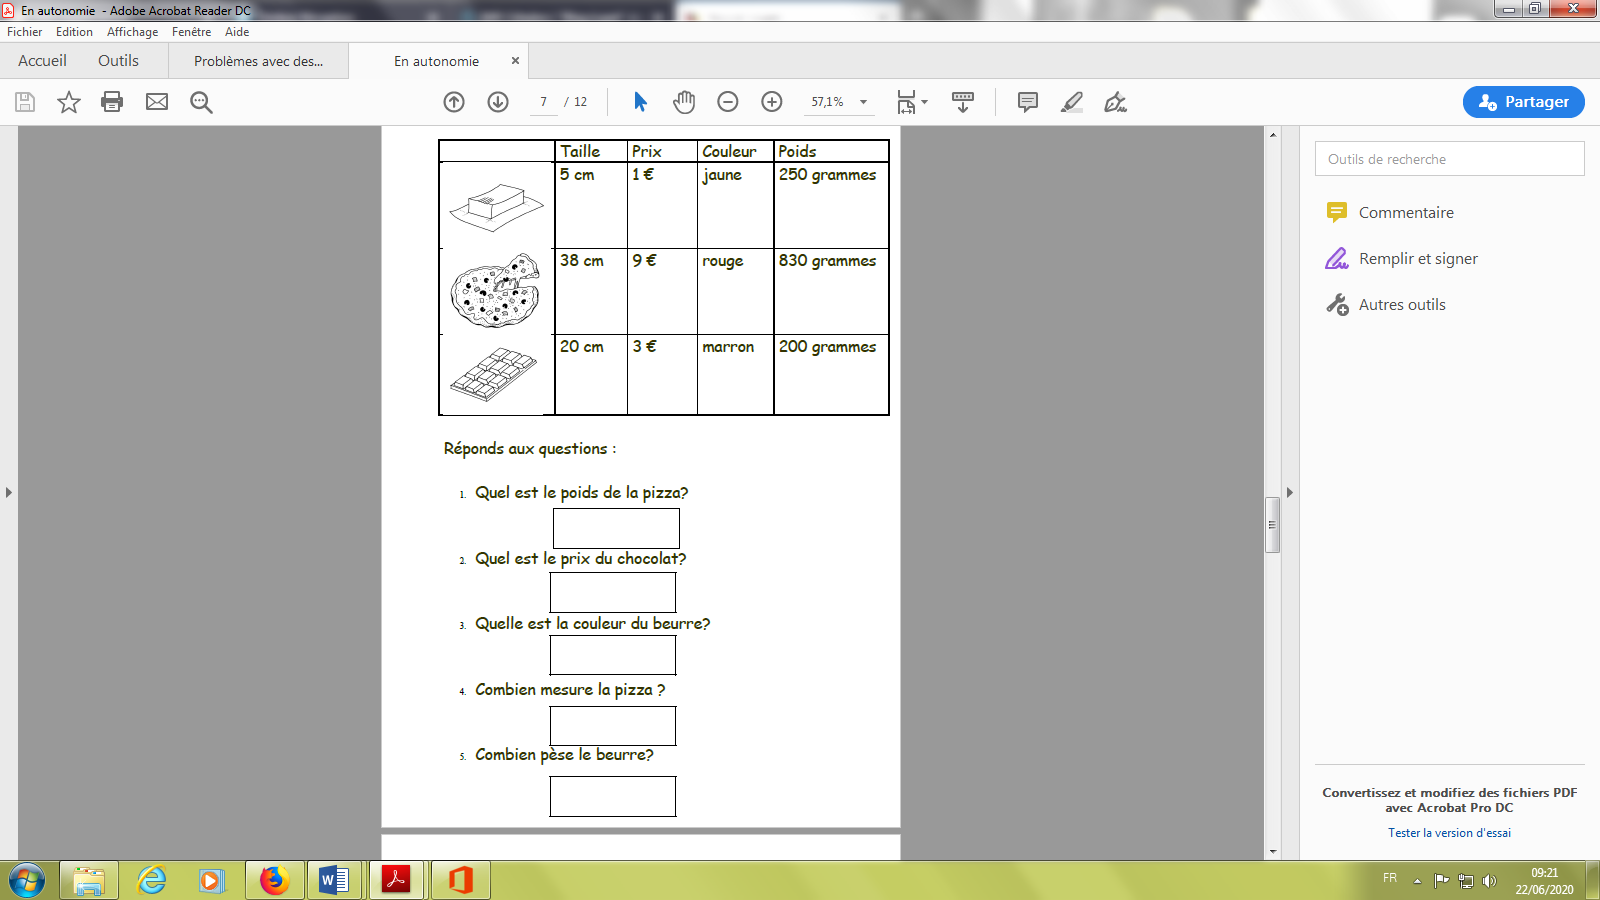 En autonomie - Adobe Acrobat Reader DC
Fichier Edition Affichage Fenêtre Aide
Accueil Outils Problèmes avec des... En autonomie ×
7 / 12 57,1% Partager
Taille Prix Couleur Poids
5 cm 1 € jaune 250 grammes
38 cm 9 € rouge 830 grammes
20 cm 3 € marron 200 grammes
Réponds aux questions :
1. Quel est le poids de la pizza?
2. Quel est le prix du chocolat?
3. Quelle est la couleur du beurre?
4. Combien mesure la pizza ?
5. Combien pèse le beurre?
Outils de recherche
Commentaire
Remplir et signer
Autres outils
Convertissez et modifiez des fichiers PDF
avec Acrobat Pro DC
Tester la version d'essai
FR 09:21
22/06/2020